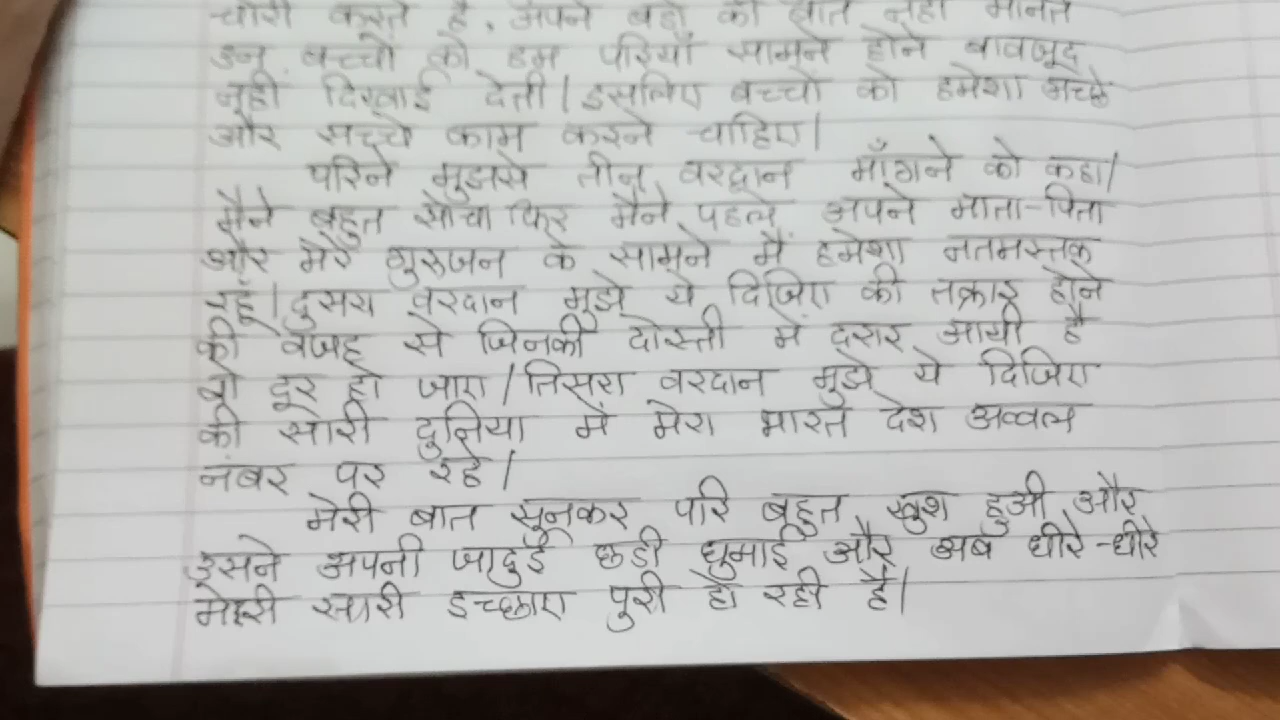 चोरी करते है. अपने बडों की बात नहीं मानते
उन बच्चों को हम परियाँ सामने होने बावजूद
नहीं दिखाई देती। इसलिए बच्चों को हमेशा अच्छे
और सच्चे काम करने चाहिए।
परिने मुझसे तीन वरदान माँगने को कहा।
मैने बहुत सोचा फिर मैने पहले अपने माता-पिता
और मेरे गुरुजन के सामने मैं हमेशा नतमस्तक
रहूं। दुसरा वरदान मुझे ये दिजिए की तक्रार होने
की वजह से जिनकी दोस्ती में दरार आयी है
वो दूर हो जाए। तिसरा वरदान मुझे ये दिजिए
की सारी दुनिया में मेरा भारत देश अव्वल
नंबर पर रहे।
मेरी बात सुनकर परि बहुत खुश हुओ और
उसने अपनी जादुई छडी घुमाई और अब धीरे-धीरे
मेरी सारी इच्छाए पुरी हो रही है।